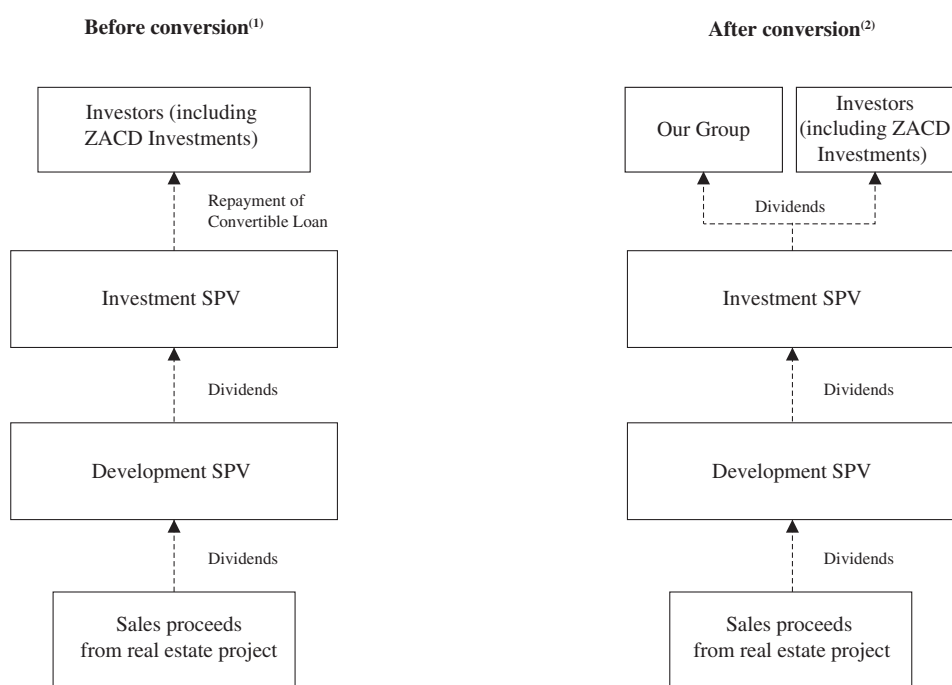 Before conversion(1)
Investors (including
ZACD Investments)
Repayment of
Convertible Loan
Investment SPV
Dividends
Development SPV
Dividends
Sales proceeds
from real estate project
After conversion(2)
Our Group
Investors
(including ZACD
Investments)
Dividends
Investment SPV
Dividends
Development SPV
Dividends
Sales proceeds
from real estate project